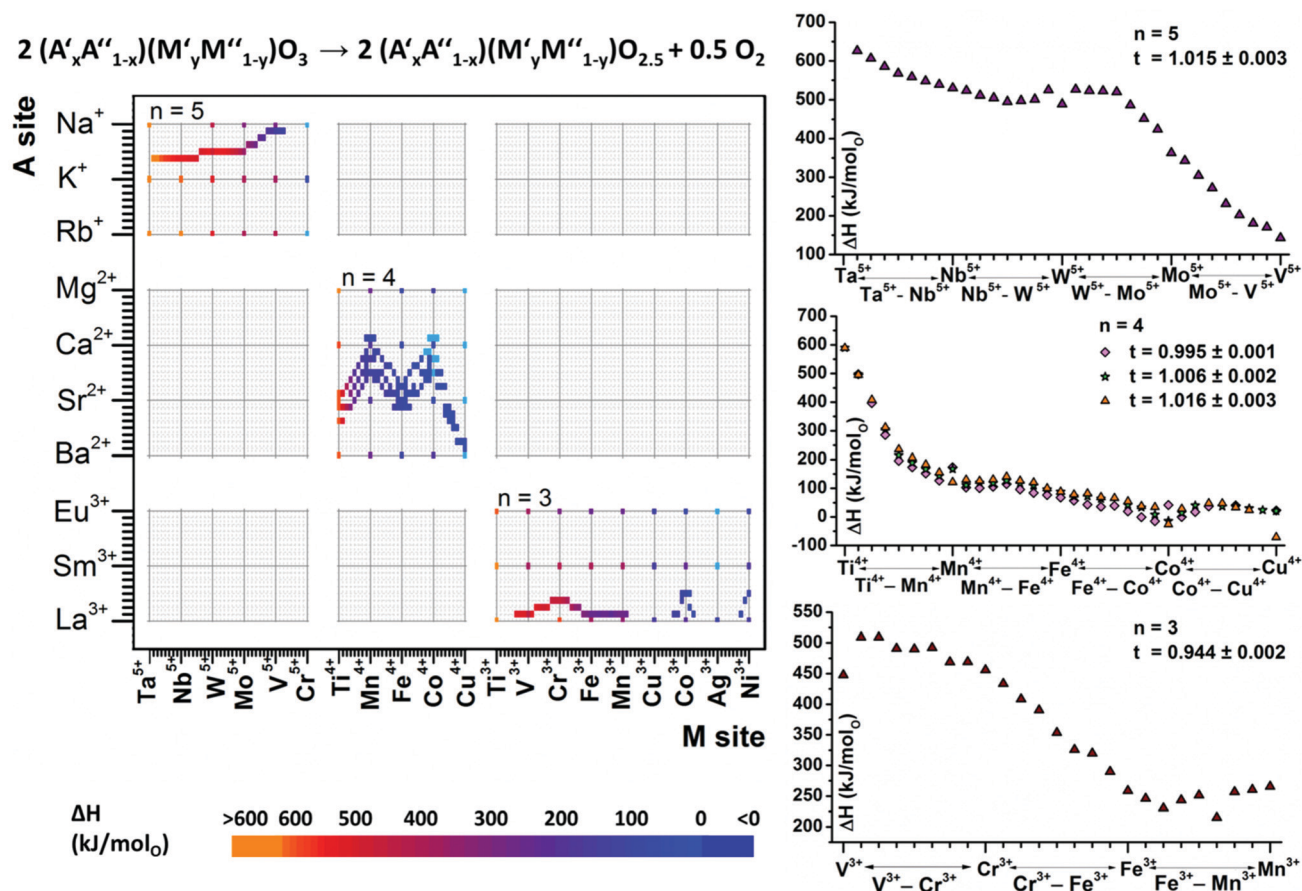 2 (A′ₓA″₁₋ₓ)(M′ᵧM″₁₋ᵧ)O₃ → 2 (A′ₓA″₁₋ₓ)(M′ᵧM″₁₋ᵧ)O₂.₅ + 0.5 O₂
A site
n = 5
Na⁺
K⁺
Rb⁺
n = 4
Mg²⁺
Ca²⁺
Sr²⁺
Ba²⁺
n = 3
Eu³⁺
Sm³⁺
La³⁺
Ta⁵⁺
Nb⁵⁺
W⁵⁺
Mo⁵⁺
V⁵⁺
Cr⁵⁺
Ti⁴⁺
Mn⁴⁺
Fe⁴⁺
Co⁴⁺
Cu⁴⁺
Ti³⁺
V³⁺
Cr³⁺
Fe³⁺
Mn³⁺
Cu³⁺
Co³⁺
Ag³⁺
Ni³⁺
M site
ΔH
(kJ/molₒ)
>600 600 500 400 300 200 100 0 <0
n = 5
t = 1.015 ± 0.003
ΔH (kJ/molₒ)
700
600
500
400
300
200
100
Ta⁵⁺ Nb⁵⁺ W⁵⁺ Mo⁵⁺ V⁵⁺
Ta⁵⁺– Nb⁵⁺ Nb⁵⁺– W⁵⁺ W⁵⁺– Mo⁵⁺ Mo⁵⁺– V⁵⁺
n = 4
t = 0.995 ± 0.001
t = 1.006 ± 0.002
t = 1.016 ± 0.003
ΔH (kJ/molₒ)
700
600
500
400
300
200
100
0
-100
Ti⁴⁺ Mn⁴⁺ Fe⁴⁺ Co⁴⁺ Cu⁴⁺
Ti⁴⁺– Mn⁴⁺ Mn⁴⁺– Fe⁴⁺ Fe⁴⁺– Co⁴⁺ Co⁴⁺– Cu⁴⁺
n = 3
t = 0.944 ± 0.002
ΔH (kJ/molₒ)
550
500
450
400
350
300
250
200
V³⁺ Cr³⁺ Fe³⁺ Mn³⁺
V³⁺– Cr³⁺ Cr³⁺– Fe³⁺ Fe³⁺– Mn³⁺